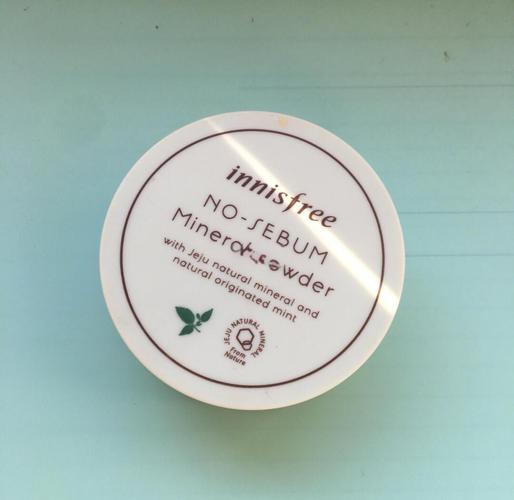 innisfree
NO-SEBUM
Mineral Powder
with Jeju natural mineral and
natural originated mint
JEJU NATURAL MINERAL
From
Nature